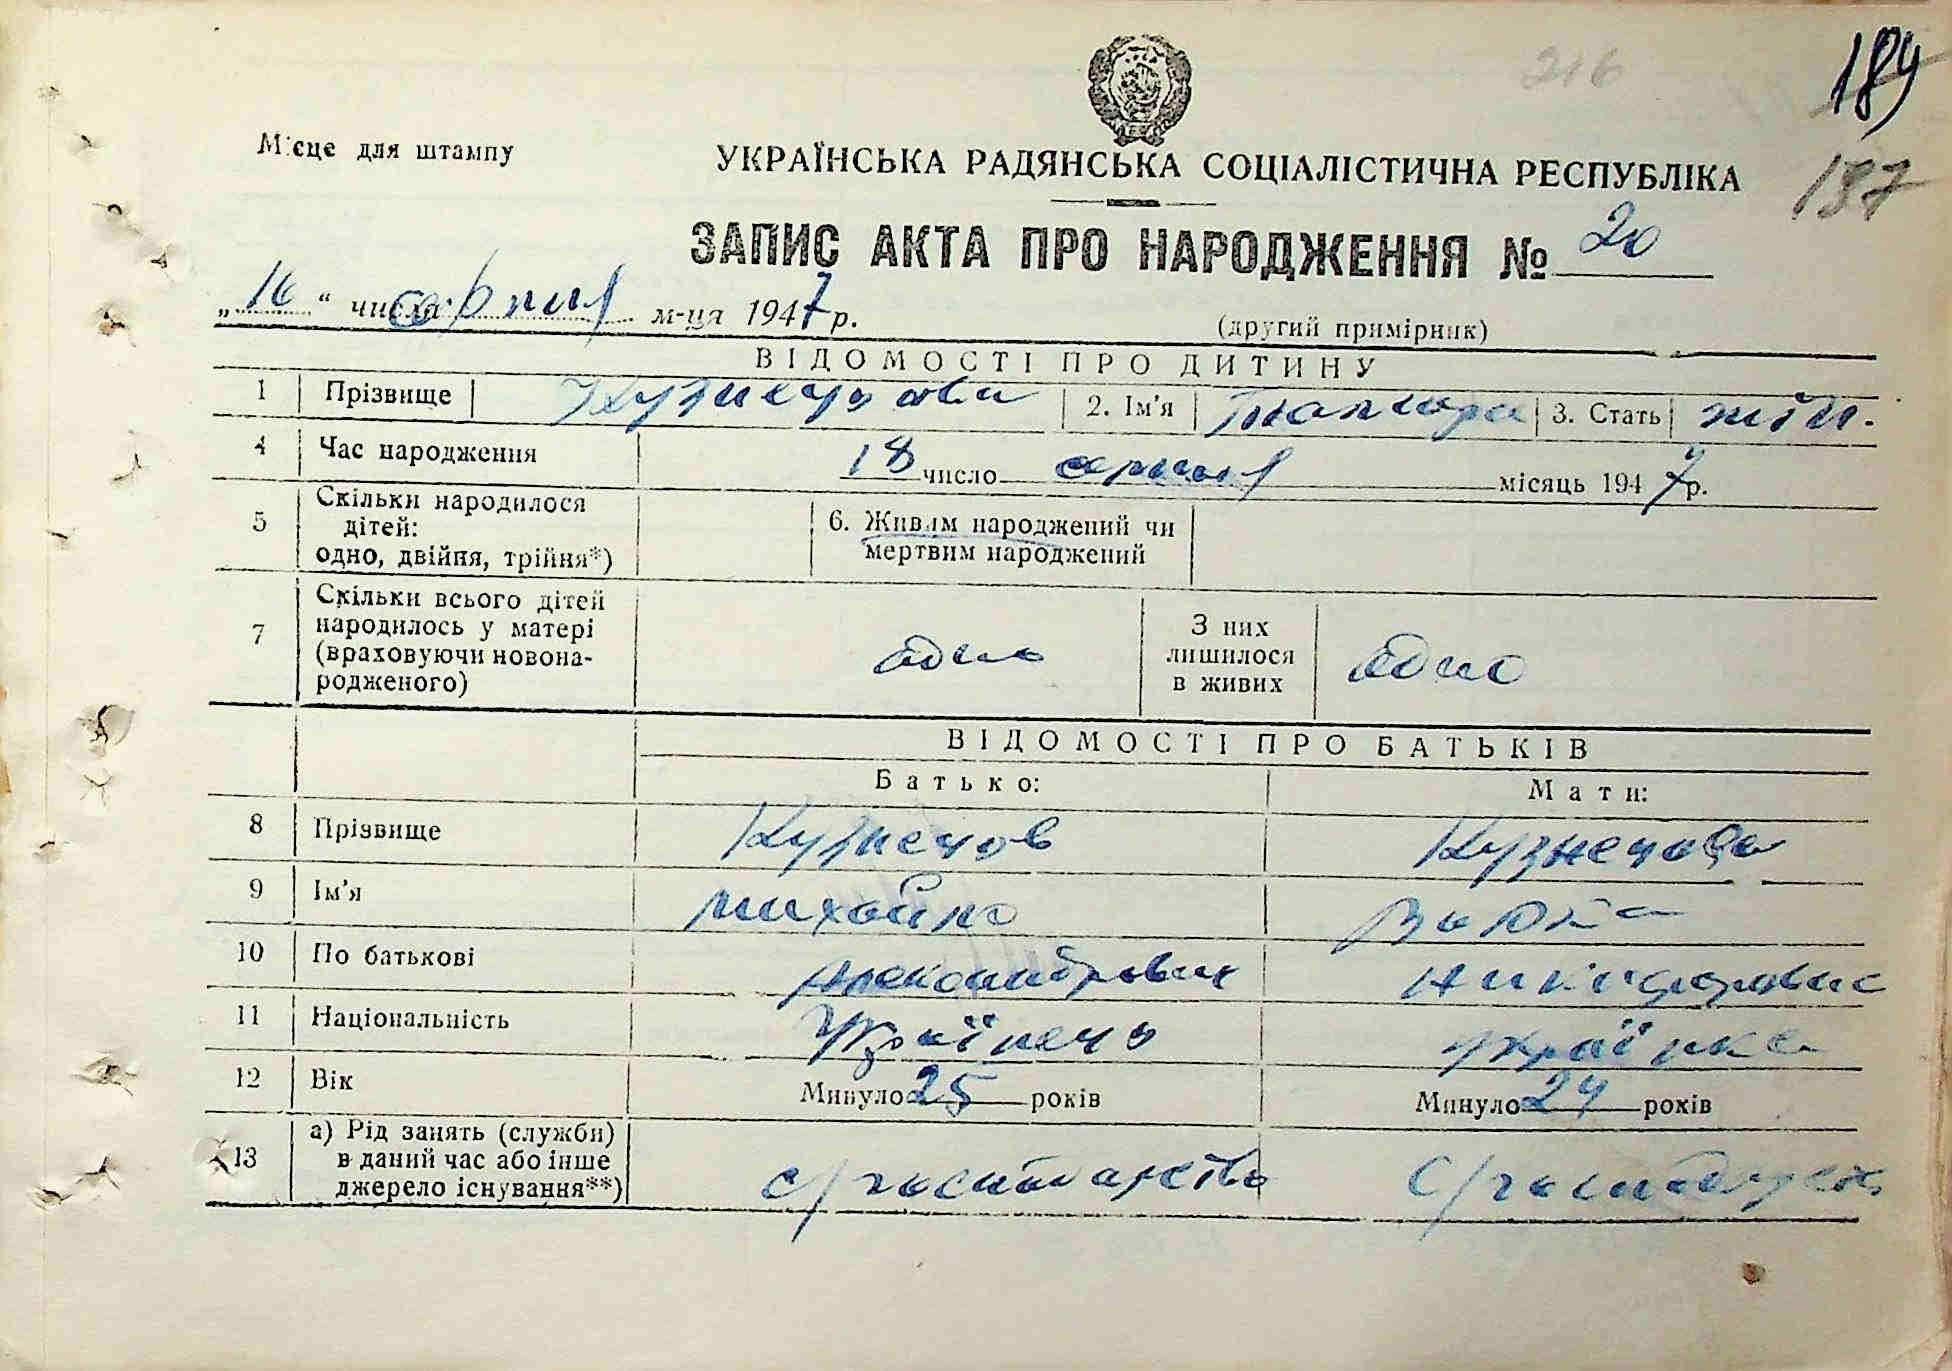 216
189
187
Місце для штампу
УКРАЇНСЬКА РАДЯНСЬКА СОЦІАЛІСТИЧНА РЕСПУБЛІКА
ЗАПИС АКТА ПРО НАРОДЖЕННЯ № 20
„16“ числа серпня м-ця 1947 р.
(другий примірник)
ВІДОМОСТІ ПРО ДИТИНУ
1 Прізвище Кузнецова 2. Ім'я 3. Стать жін.
4 Час народження 18 число серпня місяць 1947 р.
5 Скільки народилося дітей: одно, двійня, трійня*) 6. Живим народжений чи мертвим народжений
7 Скільки всього дітей народилось у матері (враховуючи новонародженого) одно З них лишилося в живих одно
ВІДОМОСТІ ПРО БАТЬКІВ
Батько: Мати:
8 Прізвище Кузнецов Кузнецова
9 Ім'я Михайло
10 По батькові Александрович
11 Національність Українець українка
12 Вік Минуло 25 років Минуло 24 років
13 а) Рід занять (служби) в даний час або інше джерело існування**) с/господарство с/господарство